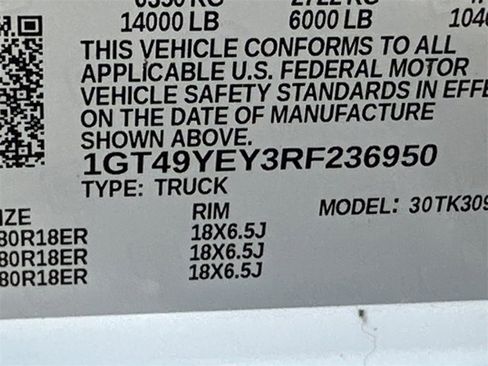 14000 LB 6000 LB
THIS VEHICLE CONFORMS TO ALL
APPLICABLE U.S. FEDERAL MOTOR
VEHICLE SAFETY STANDARDS IN EFFE
ON THE DATE OF MANUFACTURE
SHOWN ABOVE.
1GT49YEY3RF236950
TYPE: TRUCK
RIM MODEL: 30TK309
80R18ER 18X6.5J
80R18ER 18X6.5J
80R18ER 18X6.5J